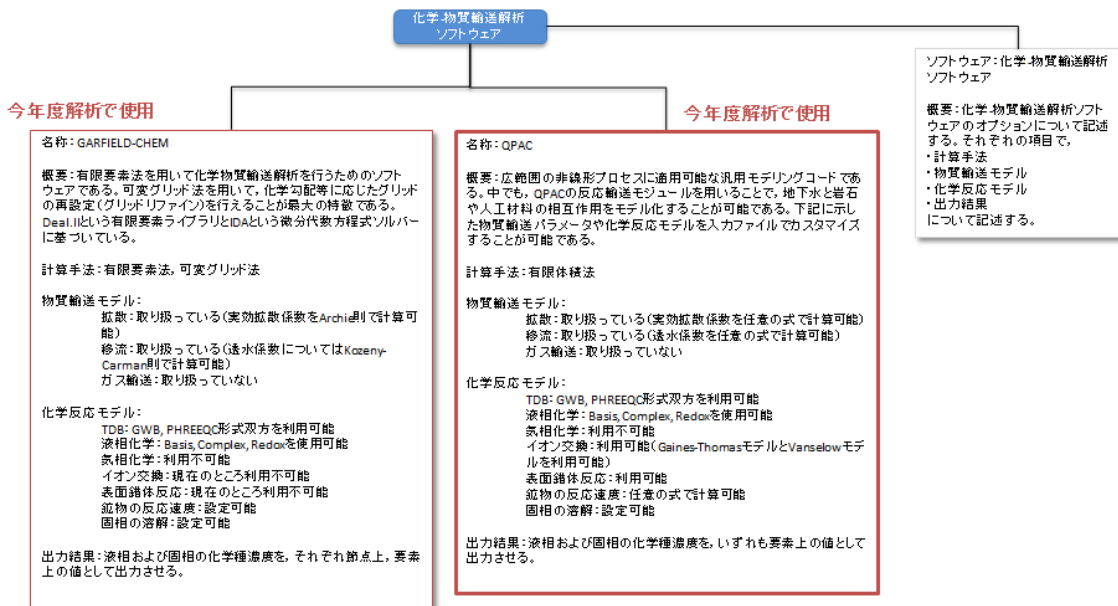 化学-物質輸送解析
ソフトウェア
ソフトウェア：化学-物質輸送解析
ソフトウェア
概要：化学-物質輸送解析ソフト
ウェアのオプションについて記述
する。それぞれの項目で，
・計算手法
・物質輸送モデル
・化学反応モデル
・出力結果
について記述する。
今年度解析で使用
名称：GARFIELD-CHEM
概要：有限要素法を用いて化学物質輸送解析を行うためのソフ
トウェアである。可変グリッド法を用いて，化学勾配等に応じたグリッド
の再設定（グリッドリファイン）を行えることが最大の特徴である。
Deal.IIという有限要素ライブラリとIDAという微分代数方程式ソルバー
に基づいている。
計算手法：有限要素法，可変グリッド法
物質輸送モデル：
拡散：取り扱っている（実効拡散係数をArchie則で計算可
能）
移流：取り扱っている（透水係数についてはKozeny-
Carman則で計算可能）
ガス輸送：取り扱っていない
化学反応モデル：
TDB：GWB, PHREEQC形式双方を利用可能
液相化学：Basis, Complex, Redoxを使用可能
気相化学：利用不可能
イオン交換：現在のところ利用不可能
表面錯体反応：現在のところ利用不可能
鉱物の反応速度：設定可能
固相の溶解：設定可能
出力結果：液相および固相の化学種濃度を，それぞれ節点上，要素
上の値として出力させる。
今年度解析で使用
名称：QPAC
概要：広範囲の非線形プロセスに適用可能な汎用モデリングコードで
ある。中でも，QPACの反応輸送モジュールを用いることで，地下水と岩石
や人工材料の相互作用をモデル化することが可能である。下記に示し
た物質輸送パラメータや化学反応モデルを入力ファイルでカスタマイズ
することが可能である。
計算手法：有限体積法
物質輸送モデル：
拡散：取り扱っている（実効拡散係数を任意の式で計算可能）
移流：取り扱っている（透水係数を任意の式で計算可能）
ガス輸送：取り扱っていない
化学反応モデル：
TDB：GWB, PHREEQC形式双方を利用可能
液相化学：Basis, Complex, Redoxを使用可能
気相化学：利用不可能
イオン交換：利用可能（Gaines-ThomasモデルとVanselowモデ
ルを利用可能）
表面錯体反応：利用可能
鉱物の反応速度：任意の式で計算可能
固相の溶解：設定可能
出力結果：液相および固相の化学種濃度を，いずれも要素上の値として
出力させる。